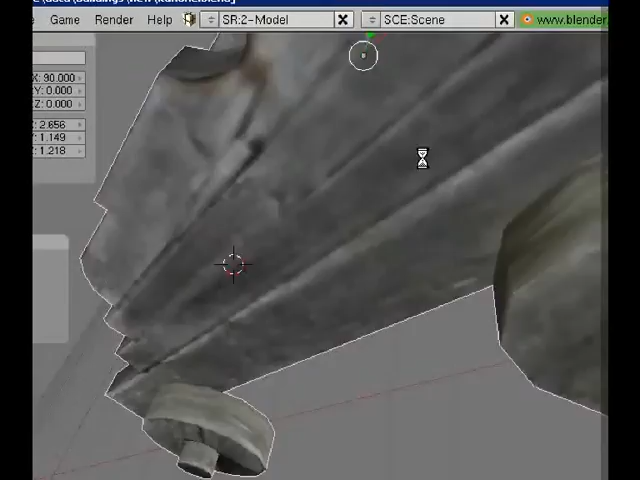 Game Render Help SR:2-Model SCE:Scene www.blender
X: 90.000
Y: 0.000
Z: 0.000
2.656
Y: 1.149
Z: 1.218